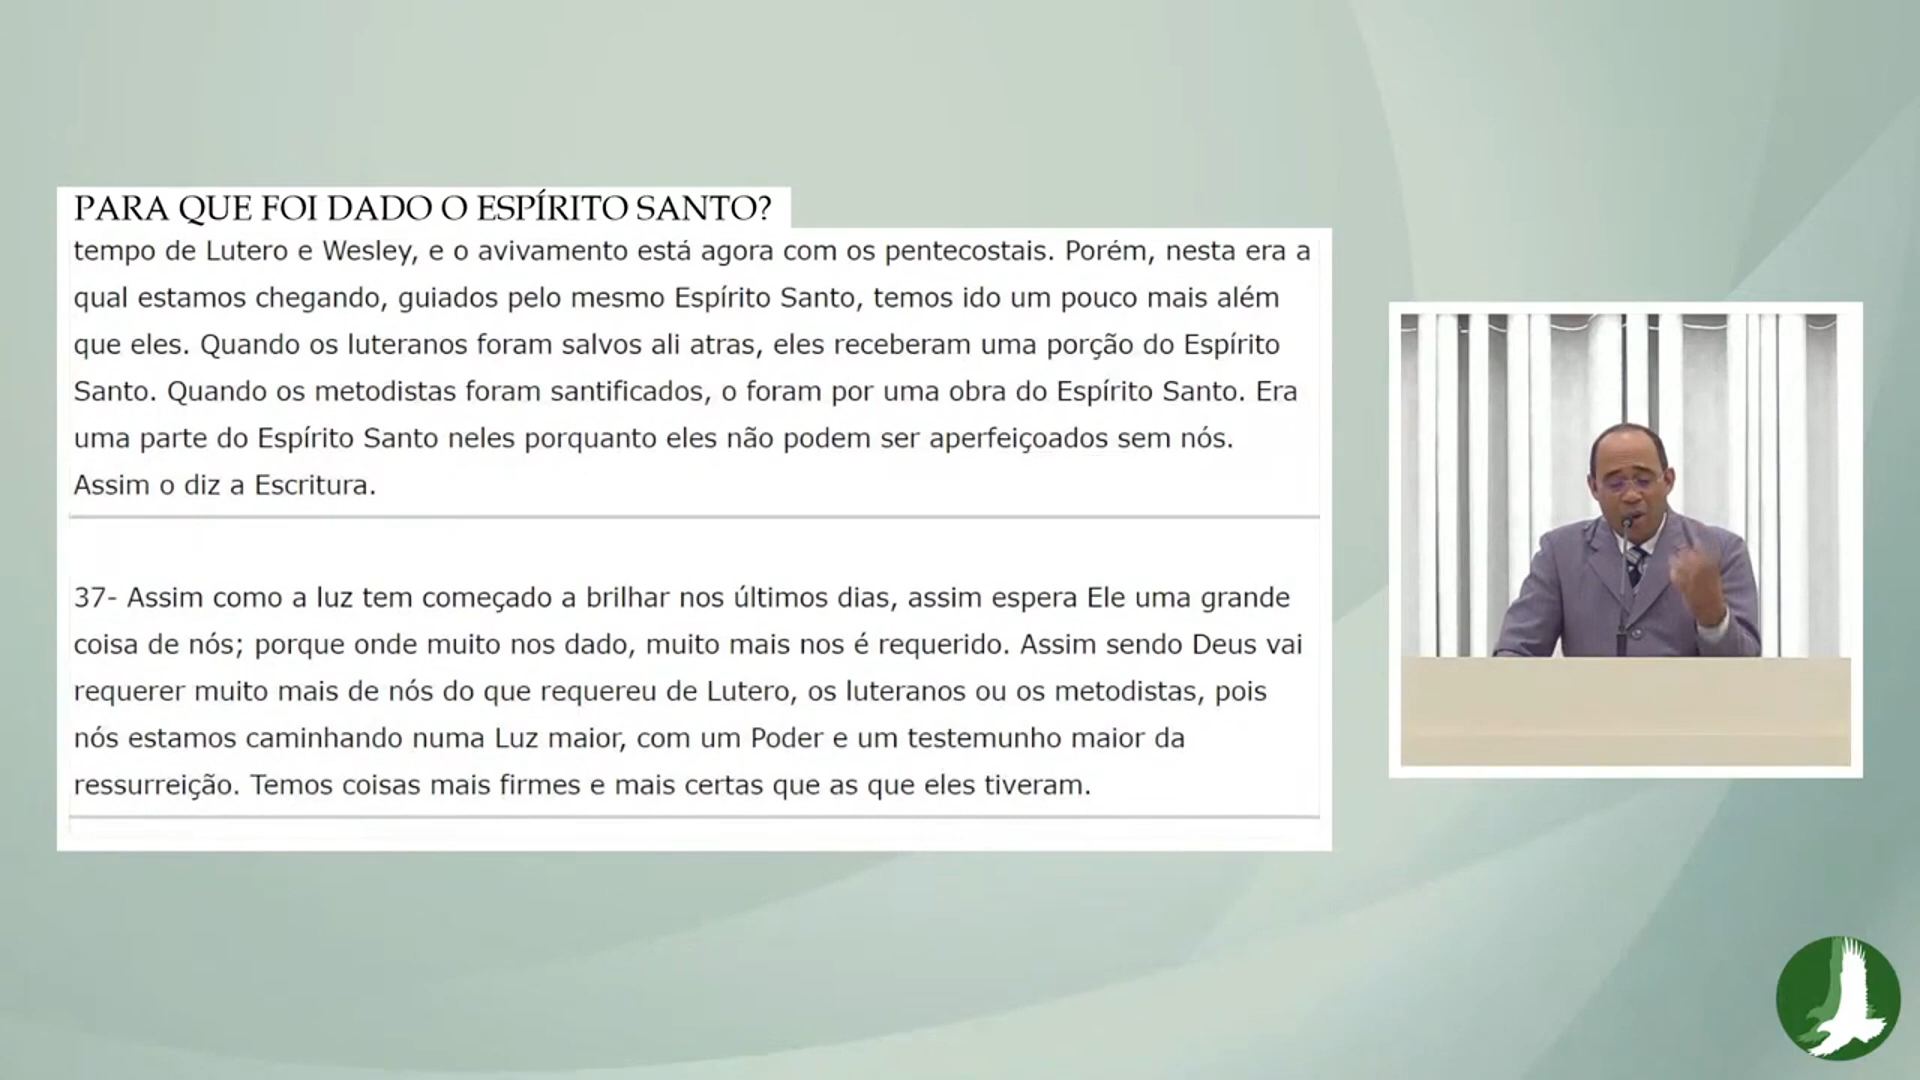 PARA QUE FOI DADO O ESPÍRITO SANTO?
tempo de Lutero e Wesley, e o avivamento está agora com os pentecostais. Porém, nesta era a
qual estamos chegando, guiados pelo mesmo Espírito Santo, temos ido um pouco mais além
que eles. Quando os luteranos foram salvos ali atras, eles receberam uma porção do Espírito
Santo. Quando os metodistas foram santificados, o foram por uma obra do Espírito Santo. Era
uma parte do Espírito Santo neles porquanto eles não podem ser aperfeiçoados sem nós.
Assim o diz a Escritura.
37- Assim como a luz tem começado a brilhar nos últimos dias, assim espera Ele uma grande
coisa de nós; porque onde muito nos dado, muito mais nos é requerido. Assim sendo Deus vai
requerer muito mais de nós do que requereu de Lutero, os luteranos ou os metodistas, pois
nós estamos caminhando numa Luz maior, com um Poder e um testemunho maior da
ressurreição. Temos coisas mais firmes e mais certas que as que eles tiveram.